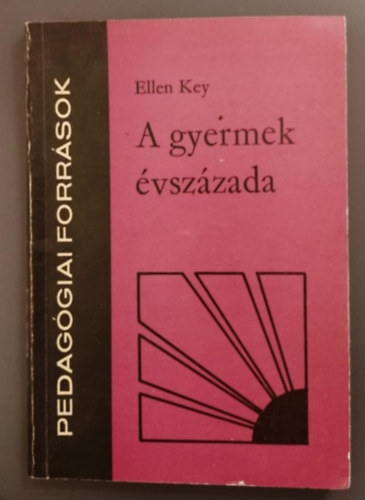 PEDAGÓGIAI FORRÁSOK
Ellen Key
A gyermek
évszázada